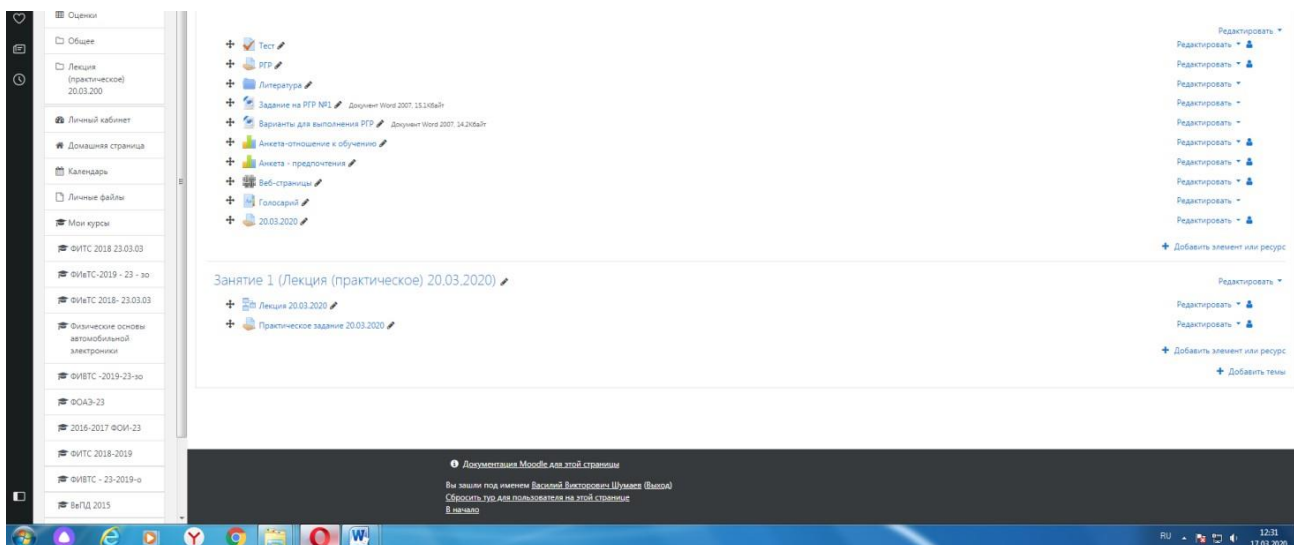 Оценки
Общее
Лекция
(практическое)
20.03.200
Личный кабинет
Домашняя страница
Календарь
Личные файлы
Мои курсы
ФИТС 2018 23.03.03
ФИвТС-2019 - 23 - зо
ФИвТС 2018- 23.03.03
Физические основы
автомобильной
электроники
ФИВТС -2019-23-зо
ФОАЭ-23
2016-2017 ФОИ-23
ФИТС 2018-2019
ФИВТС - 23-2019-о
ВвПД 2015
Редактировать
Тест Редактировать
РГР Редактировать
Литература Редактировать
Задание на РГР №1 Документ Word 2007, 15.1Кбайт Редактировать
Варианты для выполнения РГР Документ Word 2007, 14.2Кбайт Редактировать
Анкета-отношение к обучению Редактировать
Анкета - предпочтения Редактировать
Веб-страницы Редактировать
Голосарий Редактировать
20.03.2020 Редактировать
Добавить элемент или ресурс
Занятие 1 (Лекция (практическое) 20.03.2020) Редактировать
Лекция 20.03.2020 Редактировать
Практическое задание 20.03.2020 Редактировать
Добавить элемент или ресурс
Добавить темы
Документация Moodle для этой страницы
Вы зашли под именем Василий Викторович Шумаев (Выход)
Сбросить тур для пользователя на этой странице
В начало
RU 12:31
17.03.2020